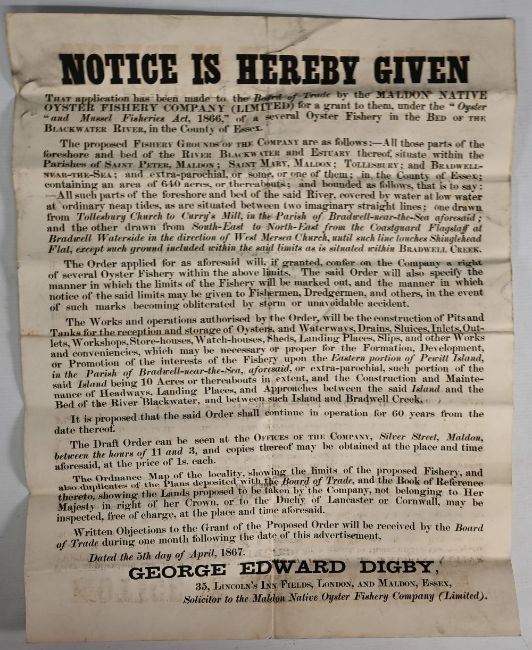 NOTICE IS HEREBY GIVEN
THAT application has been made to the Board of Trade by the MALDON NATIVE
OYSTER FISHERY COMPANY (LIMITED) for a grant to them, under the "Oyster
"and Mussel Fisheries Act, 1866," of a several Oyster Fishery in the BED OF THE
BLACKWATER RIVER, in the County of Essex.
The proposed FISHERY GROUNDS OF THE COMPANY are as follows:—All those parts of the
foreshore and bed of the RIVER BLACKWATER and ESTUARY thereof, situate within the
Parishes of SAINT PETER, MALDON; SAINT MARY, MALDON; TOLLESBURY; and BRADWELL-
NEAR-THE-SEA; and extra-parochial, or some, or one of them; in the County of Essex;
containing an area of 640 acres, or thereabouts; and bounded as follows, that is to say:
—All such parts of the foreshore and bed of the said River, covered by water at low water
at ordinary neap tides, as are situated between two imaginary straight lines; one drawn
from Tollesbury Church to Curry's Mill, in the Parish of Bradwell-near-the-Sea aforesaid;
and the other drawn from South-East to North-East from the Coastguard Flagstaff at
Bradwell Waterside in the direction of West Mersea Church, until such line touches Shinglehead
Flat, except such ground included within the said limits as is situated within BRADWELL CREEK.
The Order applied for as aforesaid will, if granted, confer on the Company a right
of several Oyster Fishery within the above limits. The said Order will also specify the
manner in which the limits of the Fishery will be marked out, and the manner in which
notice of the said limits may be given to Fishermen, Dredgermen, and others, in the event
of such marks becoming obliterated by storm or unavoidable accident.
The Works and operations authorised by the Order, will be the construction of Pits and
Tanks for the reception and storage of Oysters, and Waterways, Drains, Sluices, Inlets, Out-
lets, Workshops, Store-houses, Watch-houses, Sheds, Landing Places, Slips, and other Works
and conveniencies, which may be necessary or proper for the Formation, Development,
or Promotion of the interests of the Fishery upon the Eastern portion of Pewitt Island,
in the Parish of Bradwell-near-the-Sea, aforesaid, or extra-parochial, such portion of the
said Island being 10 Acres or thereabouts in extent, and the Construction and Mainte-
nance of Headways, Landing Places, and Approaches between the said Island and the
Bed of the River Blackwater, and between such Island and Bradwell Creek.
It is proposed that the said Order shall continue in operation for 60 years from the
date thereof.
The Draft Order can be seen at the OFFICES OF THE COMPANY, Silver Street, Maldon,
between the hours of 11 and 3, and copies thereof may be obtained at the place and time
aforesaid, at the price of 1s. each.
The Ordnance Map of the locality, showing the limits of the proposed Fishery, and
also duplicates of the Plans deposited with the Board of Trade, and the Book of Reference
thereto, showing the Lands proposed to be taken by the Company, not belonging to Her
Majesty in right of her Crown, or to the Duchy of Lancaster or Cornwall, may be
inspected, free of charge, at the place and time aforesaid.
Written Objections to the Grant of the Proposed Order will be received by the Board
of Trade during one month following the date of this advertisement.
Dated the 5th day of April, 1867.
GEORGE EDWARD DIGBY,
35, LINCOLN'S INN FIELDS, LONDON, AND MALDON, ESSEX,
Solicitor to the Maldon Native Oyster Fishery Company (Limited).